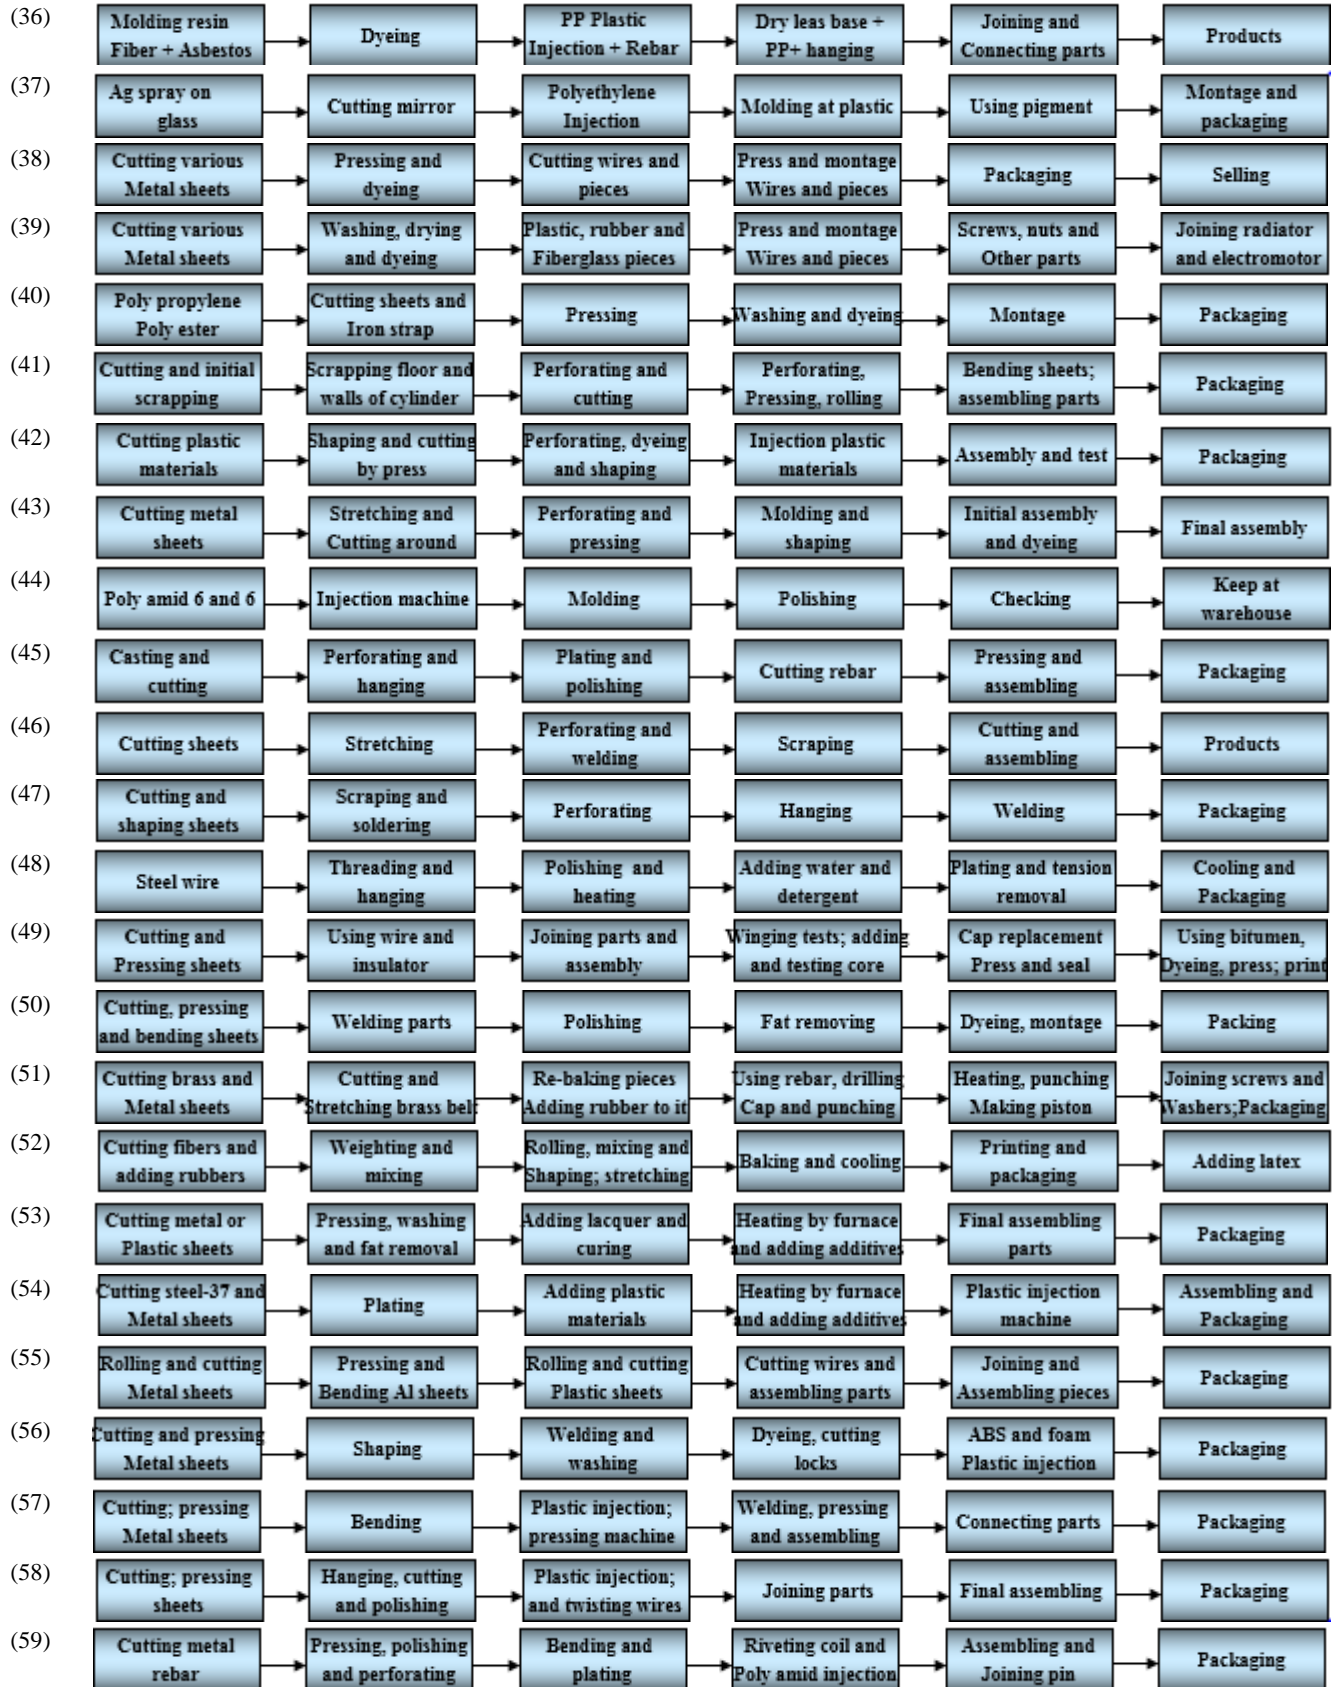 (36)
Molding resin
Fiber + Asbestos
Dyeing
PP Plastic
Injection + Rebar
Dry leas base +
PP+ hanging
Joining and
Connecting parts
Products
(37)
Ag spray on
glass
Cutting mirror
Polyethylene
Injection
Molding at plastic
Using pigment
Montage and
packaging
(38)
Cutting various
Metal sheets
Pressing and
dyeing
Cutting wires and
pieces
Press and montage
Wires and pieces
Packaging
Selling
(39)
Cutting various
Metal sheets
Washing, drying
and dyeing
Plastic, rubber and
Fiberglass pieces
Press and montage
Wires and pieces
Screws, nuts and
Other parts
Joining radiator
and electromotor
(40)
Poly propylene
Poly ester
Cutting sheets and
Iron strap
Pressing
Washing and dyeing
Montage
Packaging
(41)
Cutting and initial
scrapping
Scrapping floor and
walls of cylinder
Perforating and
cutting
Perforating,
Pressing, rolling
Bending sheets;
assembling parts
Packaging
(42)
Cutting plastic
materials
Shaping and cutting
by press
Perforating, dyeing
and shaping
Injection plastic
materials
Assembly and test
Packaging
(43)
Cutting metal
sheets
Stretching and
Cutting around
Perforating and
pressing
Molding and
shaping
Initial assembly
and dyeing
Final assembly
(44)
Poly amid 6 and 6
Injection machine
Molding
Polishing
Checking
Keep at
warehouse
(45)
Casting and
cutting
Perforating and
hanging
Plating and
polishing
Cutting rebar
Pressing and
assembling
Packaging
(46)
Cutting sheets
Stretching
Perforating and
welding
Scraping
Cutting and
assembling
Products
(47)
Cutting and
shaping sheets
Scraping and
soldering
Perforating
Hanging
Welding
Packaging
(48)
Steel wire
Threading and
hanging
Polishing and
heating
Adding water and
detergent
Plating and tension
removal
Cooling and
Packaging
(49)
Cutting and
Pressing sheets
Using wire and
insulator
Joining parts and
assembly
Winging tests; adding
and testing core
Cap replacement
Press and seal
Using bitumen,
Dyeing, press; print
(50)
Cutting, pressing
and bending sheets
Welding parts
Polishing
Fat removing
Dyeing, montage
Packing
(51)
Cutting brass and
Metal sheets
Cutting and
Stretching brass belt
Re-baking pieces
Adding rubber to it
Using rebar, drilling
Cap and punching
Heating, punching
Making piston
Joining screws and
Washers;Packaging
(52)
Cutting fibers and
adding rubbers
Weighting and
mixing
Rolling, mixing and
Shaping; stretching
Baking and cooling
Printing and
packaging
Adding latex
(53)
Cutting metal or
Plastic sheets
Pressing, washing
and fat removal
Adding lacquer and
curing
Heating by furnace
and adding additives
Final assembling
parts
Packaging
(54)
Cutting steel-37 and
Metal sheets
Plating
Adding plastic
materials
Heating by furnace
and adding additives
Plastic injection
machine
Assembling and
Packaging
(55)
Rolling and cutting
Metal sheets
Pressing and
Bending Al sheets
Rolling and cutting
Plastic sheets
Cutting wires and
assembling parts
Joining and
Assembling pieces
Packaging
(56)
Cutting and pressing
Metal sheets
Shaping
Welding and
washing
Dyeing, cutting
locks
ABS and foam
Plastic injection
Packaging
(57)
Cutting; pressing
Metal sheets
Bending
Plastic injection;
pressing machine
Welding, pressing
and assembling
Connecting parts
Packaging
(58)
Cutting; pressing
sheets
Hanging, cutting
and polishing
Plastic injection;
and twisting wires
Joining parts
Final assembling
Packaging
(59)
Cutting metal
rebar
Pressing, polishing
and perforating
Bending and
plating
Riveting coil and
Poly amid injection
Assembling and
Joining pin
Packaging